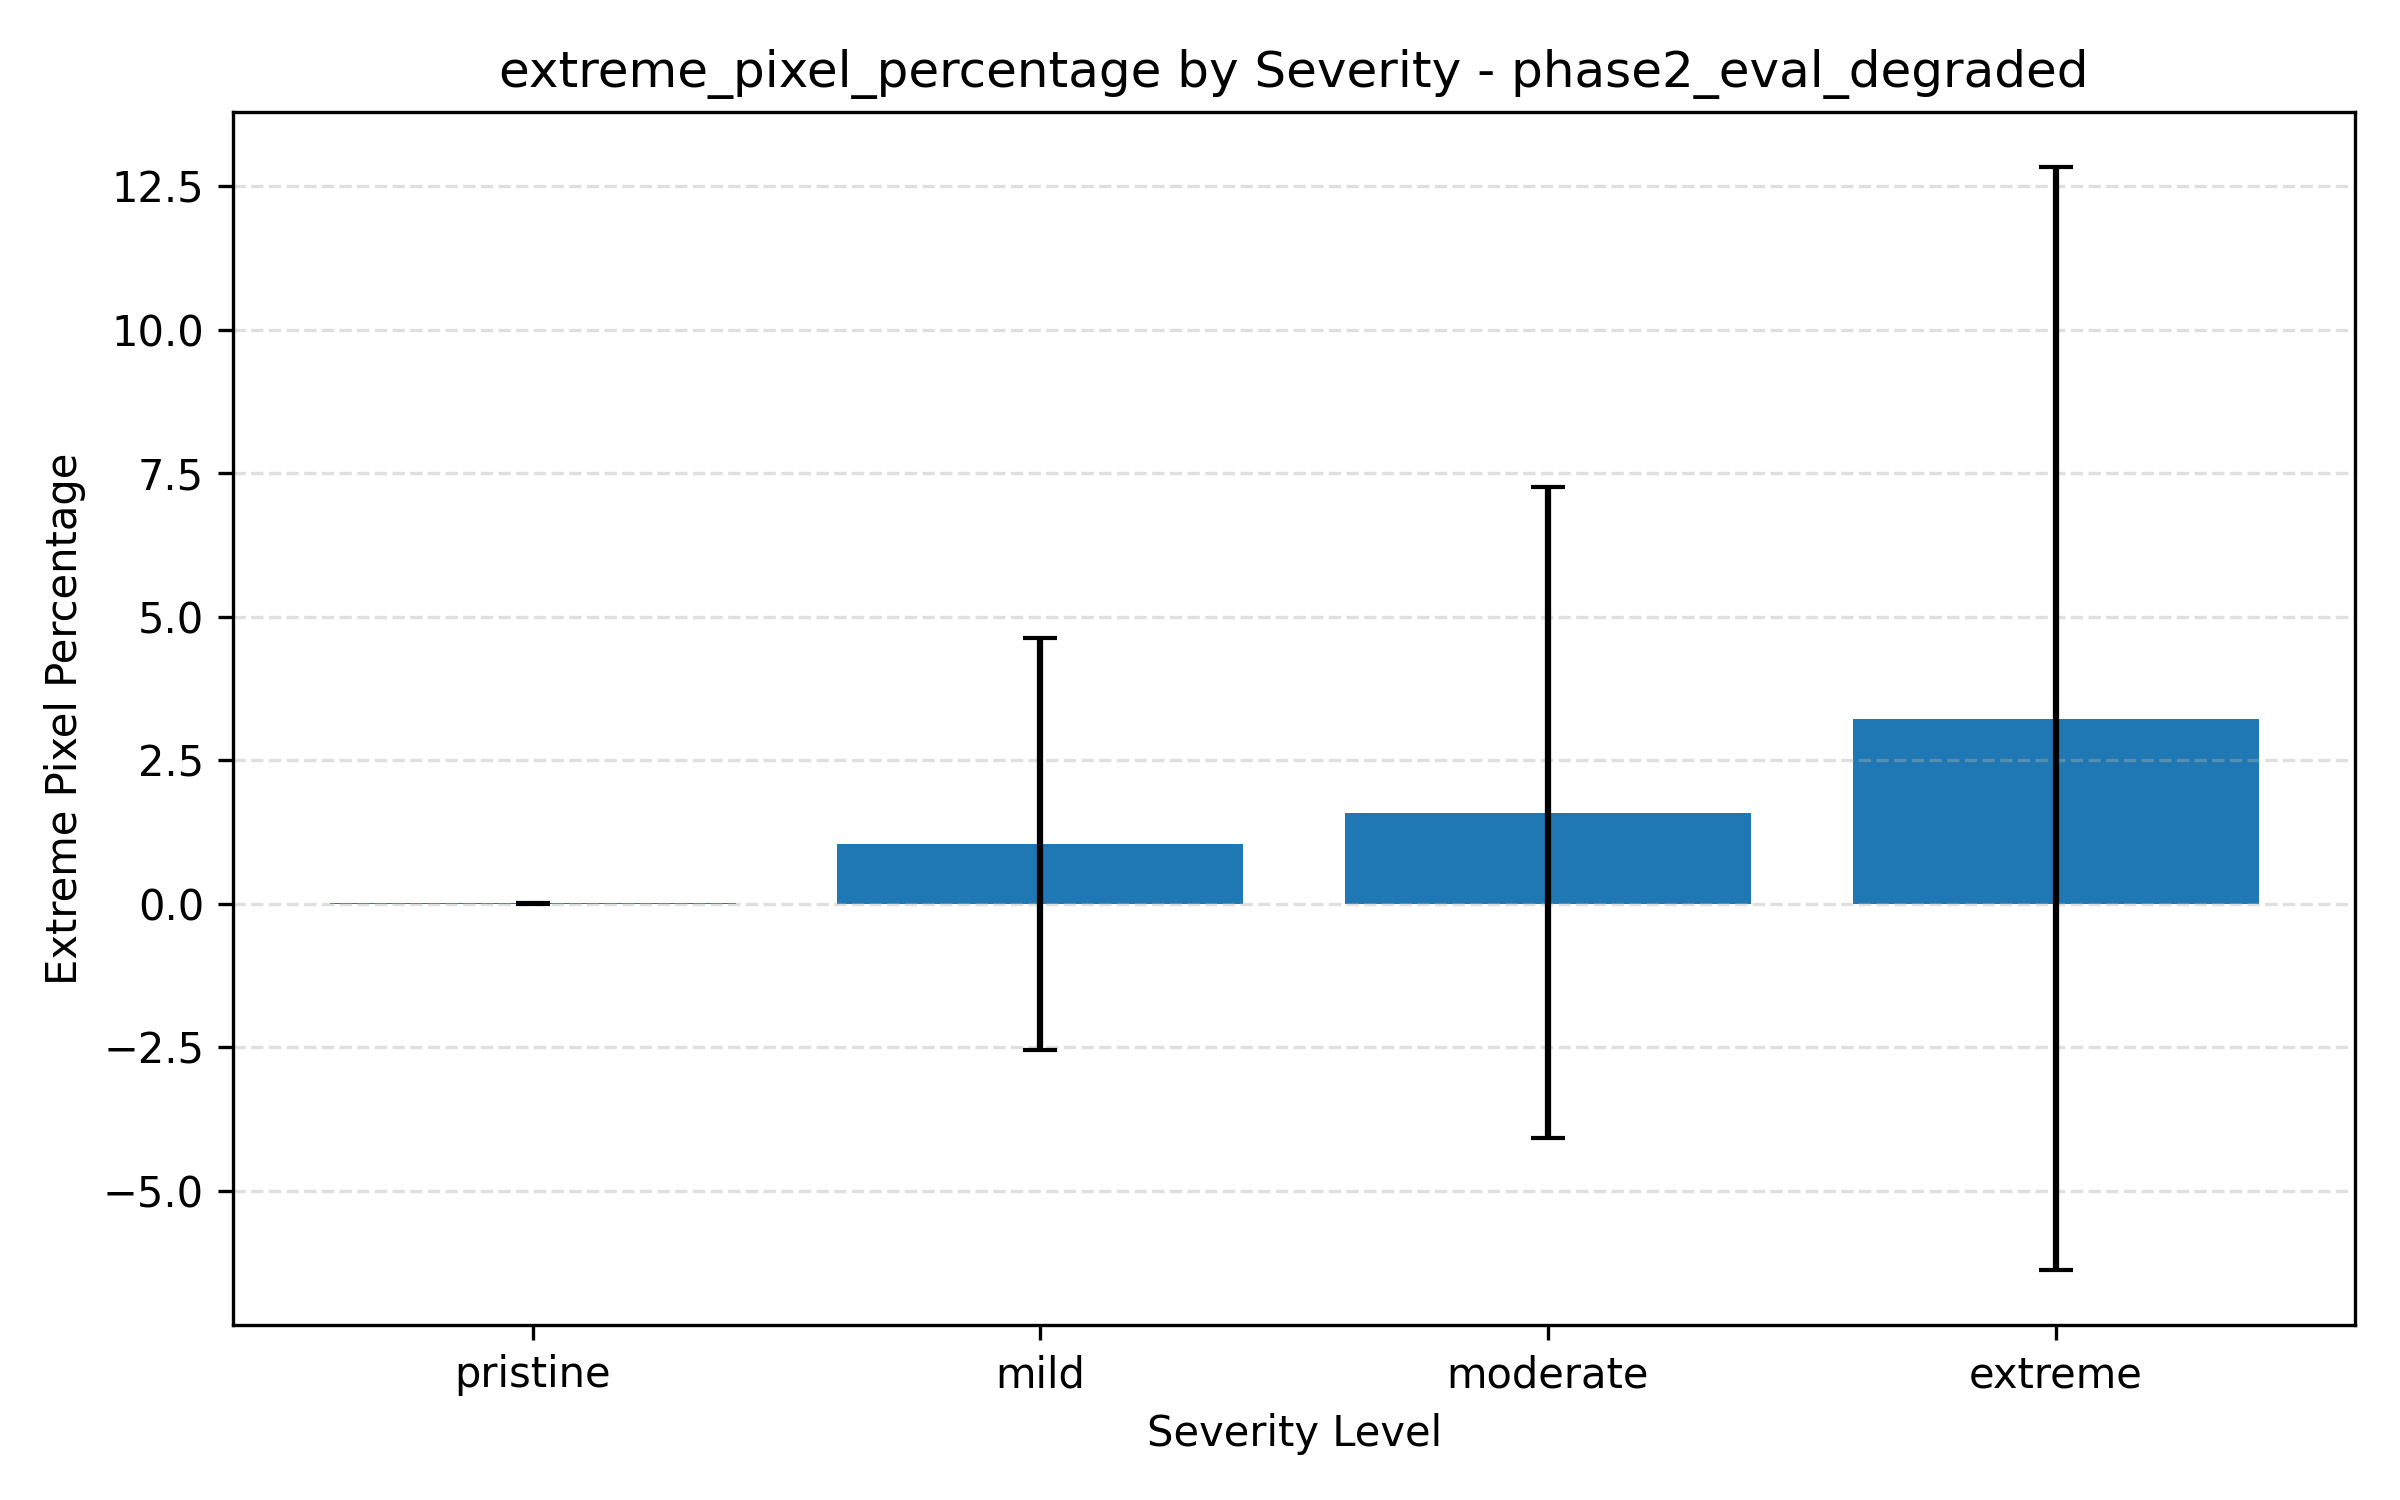 extreme_pixel_percentage by Severity - phase2_eval_degraded
12.5
10.0
7.5
5.0
2.5
0.0
−2.5
−5.0
Extreme Pixel Percentage
pristine mild moderate extreme
Severity Level